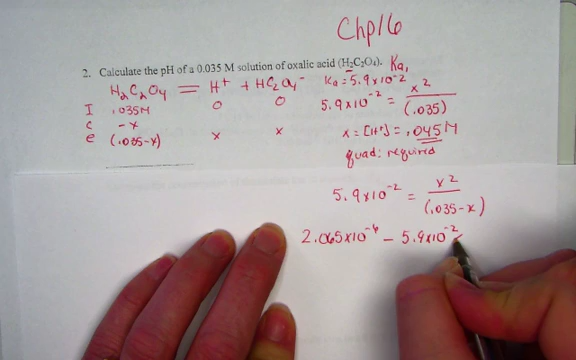 Chp16
2. Calculate the pH of a 0.035 M solution of oxalic acid (H₂C₂O₄). Ka₁
H₂C₂O₄ = H⁺ + HC₂O₄⁻ Ka = 5.9x10⁻²
I .035M 0 0 5.9x10⁻² = x² / (.035)
C -x
e (.035-x) x x x = [H⁺] = .045M
quad: required
5.9x10⁻² = x² / (.035-x)
2.065x10⁻⁴ - 5.9x10⁻²